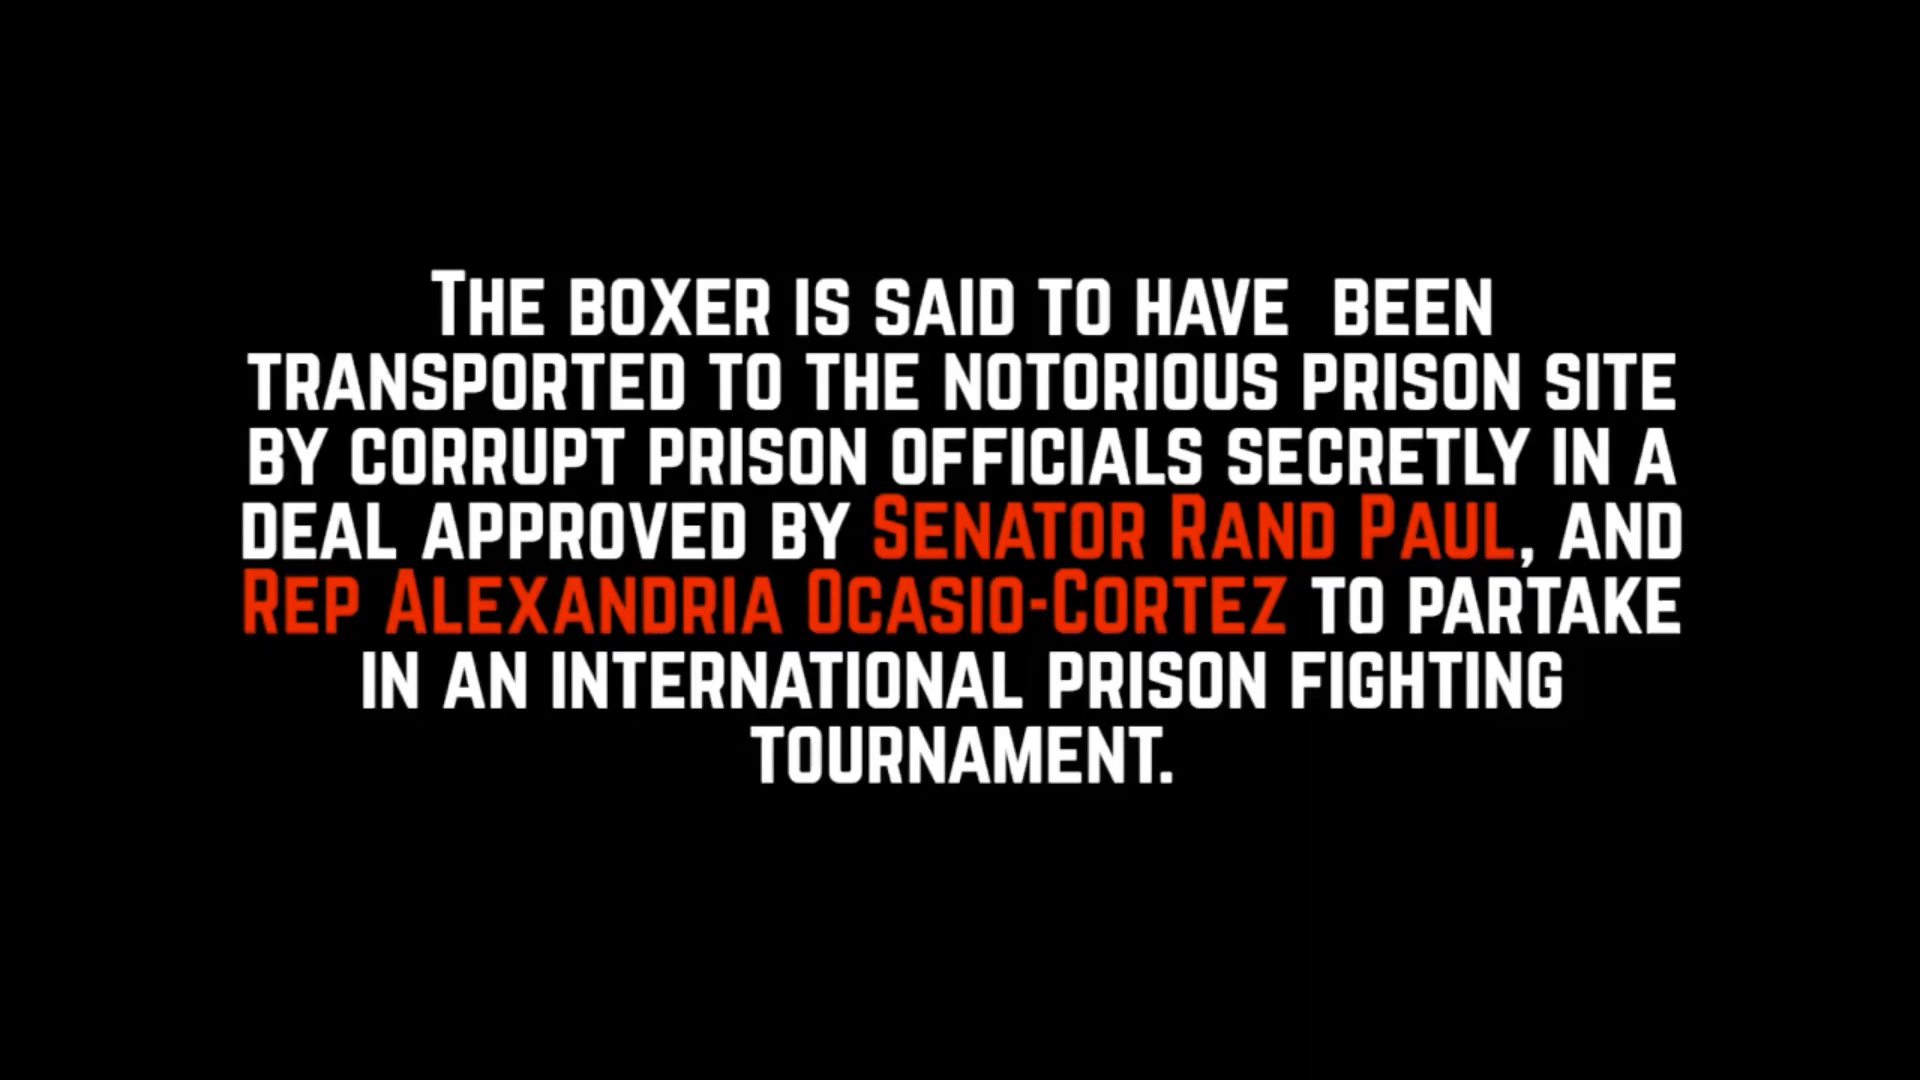 The boxer is said to have  been
transported to the notorious prison site
by corrupt prison officials secretly in a
deal approved by Senator Rand Paul, and
Rep Alexandria Ocasio-Cortez to partake
in an international prison fighting
tournament.